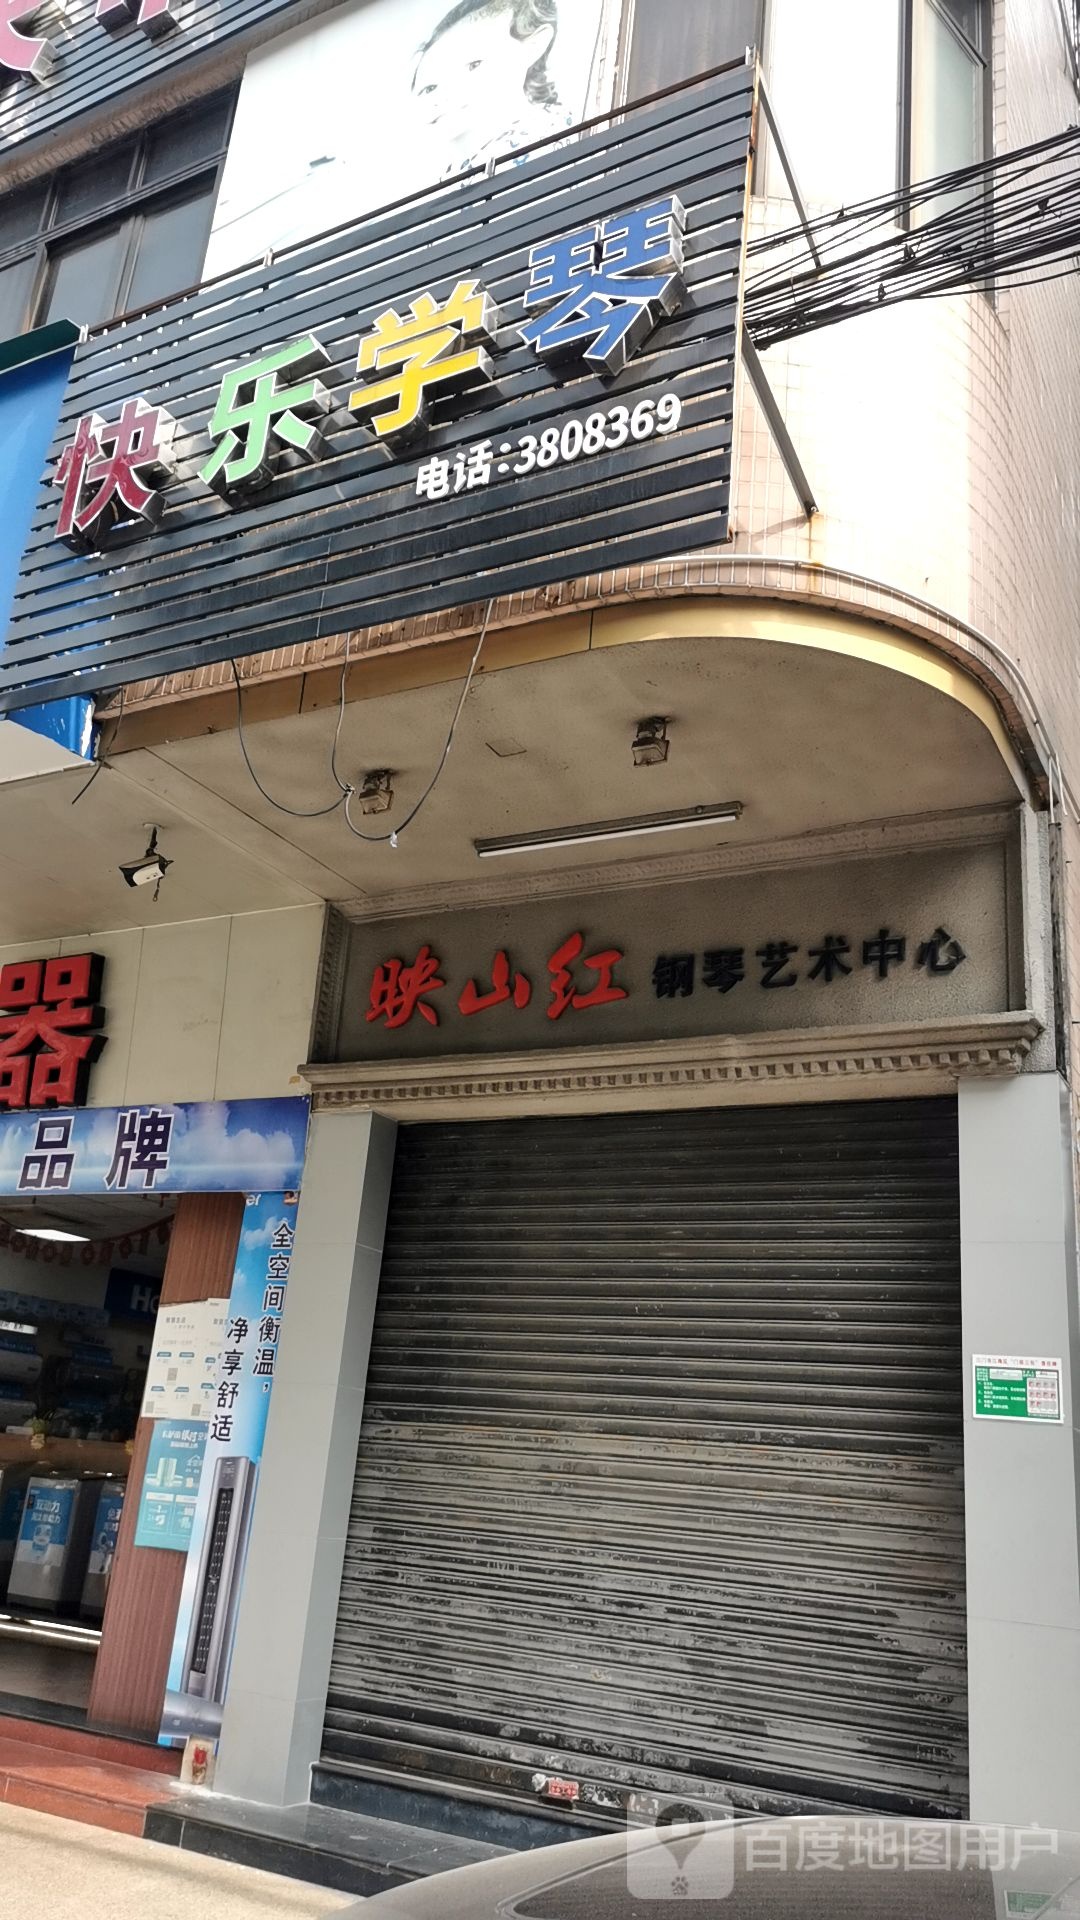 快乐学琴
电话:3808369
映山红 钢琴艺术中心
器
品牌
全空间衡温,
净享舒适
百度地图用户